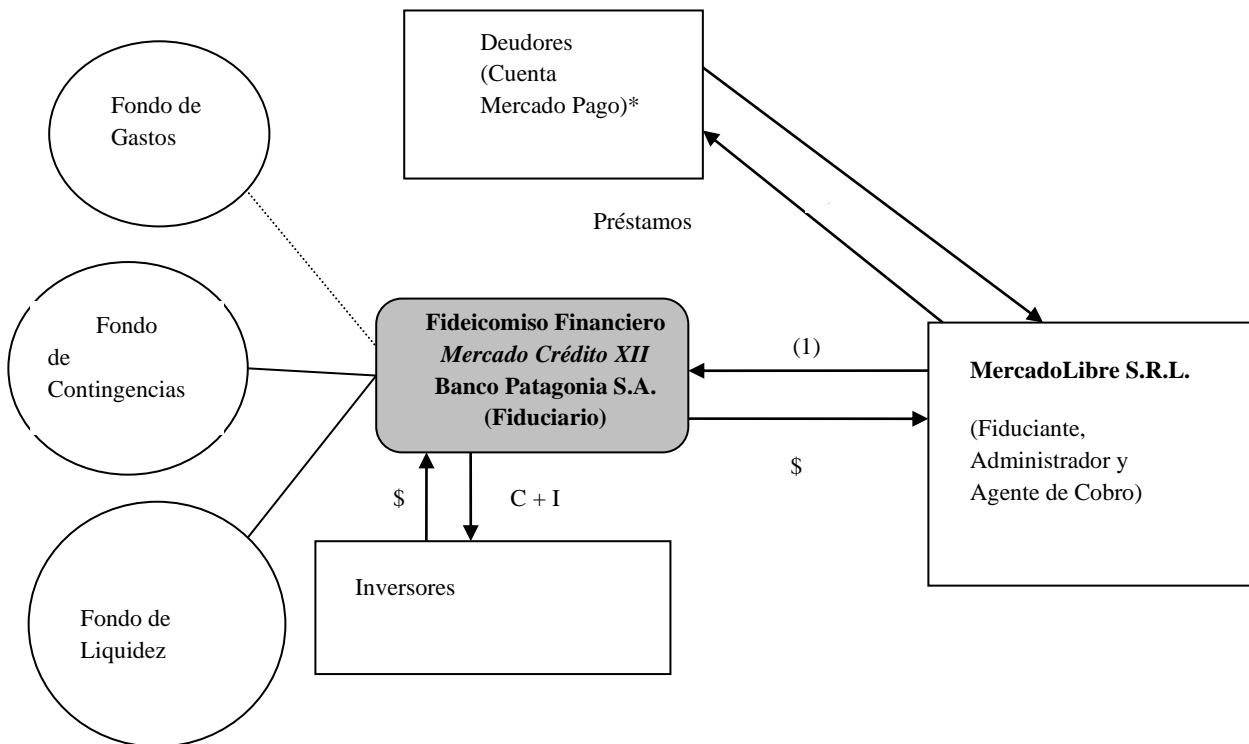 Deudores
(Cuenta
Mercado Pago)*
Fondo de
Gastos
Préstamos
Fondo
de
Contingencias
Fideicomiso Financiero
Mercado Crédito XII
Banco Patagonia S.A.
(Fiduciario)
(1)
$
MercadoLibre S.R.L.
(Fiduciante,
Administrador y
Agente de Cobro)
$
C + I
Inversores
Fondo de
Liquidez